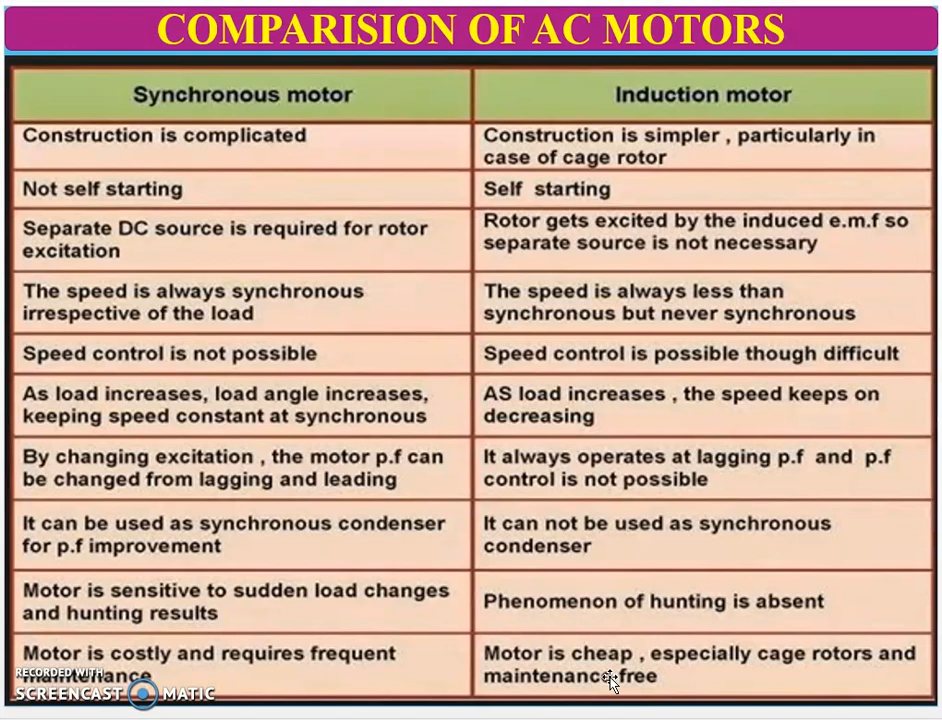 COMPARISION OF AC MOTORS
Synchronous motor
Induction motor
Construction is complicated
Construction is simpler , particularly in
case of cage rotor
Not self starting
Self starting
Separate DC source is required for rotor
excitation
Rotor gets excited by the induced e.m.f so
separate source is not necessary
The speed is always synchronous
irrespective of the load
The speed is always less than
synchronous but never synchronous
Speed control is not possible
Speed control is possible though difficult
As load increases, load angle increases,
keeping speed constant at synchronous
AS load increases , the speed keeps on
decreasing
By changing excitation , the motor p.f can
be changed from lagging and leading
It always operates at lagging p.f and p.f
control is not possible
It can be used as synchronous condenser
for p.f improvement
It can not be used as synchronous
condenser
Motor is sensitive to sudden load changes
and hunting results
Phenomenon of hunting is absent
Motor is costly and requires frequent
maintenance
Motor is cheap , especially cage rotors and
maintenance free
RECORDED WITH
SCREENCAST MATIC